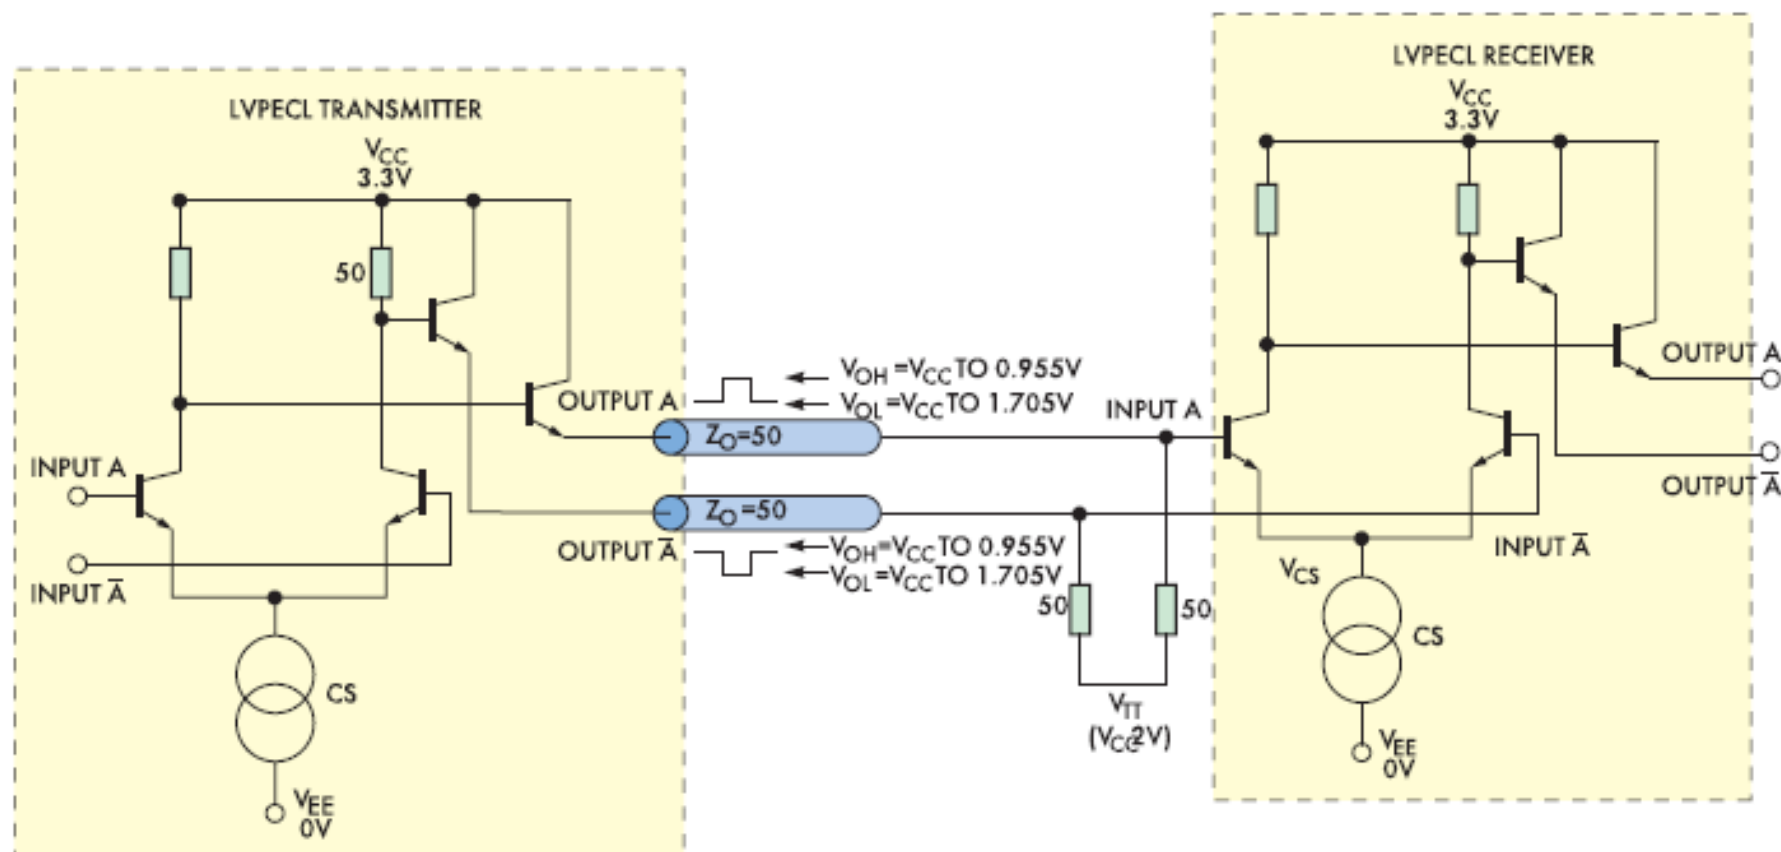 LVPECL TRANSMITTER
VCC
3.3V
50
INPUT A
INPUT A̅
CS
VEE
0V
OUTPUT A
VOH=VCC TO 0.955V
VOL=VCC TO 1.705V
ZO=50
ZO=50
OUTPUT A̅
VOH=VCC TO 0.955V
VOL=VCC TO 1.705V
50
50
VTT
(VCC2V)
LVPECL RECEIVER
VCC
3.3V
INPUT A
OUTPUT A
OUTPUT A̅
INPUT A̅
VCS
CS
VEE
0V